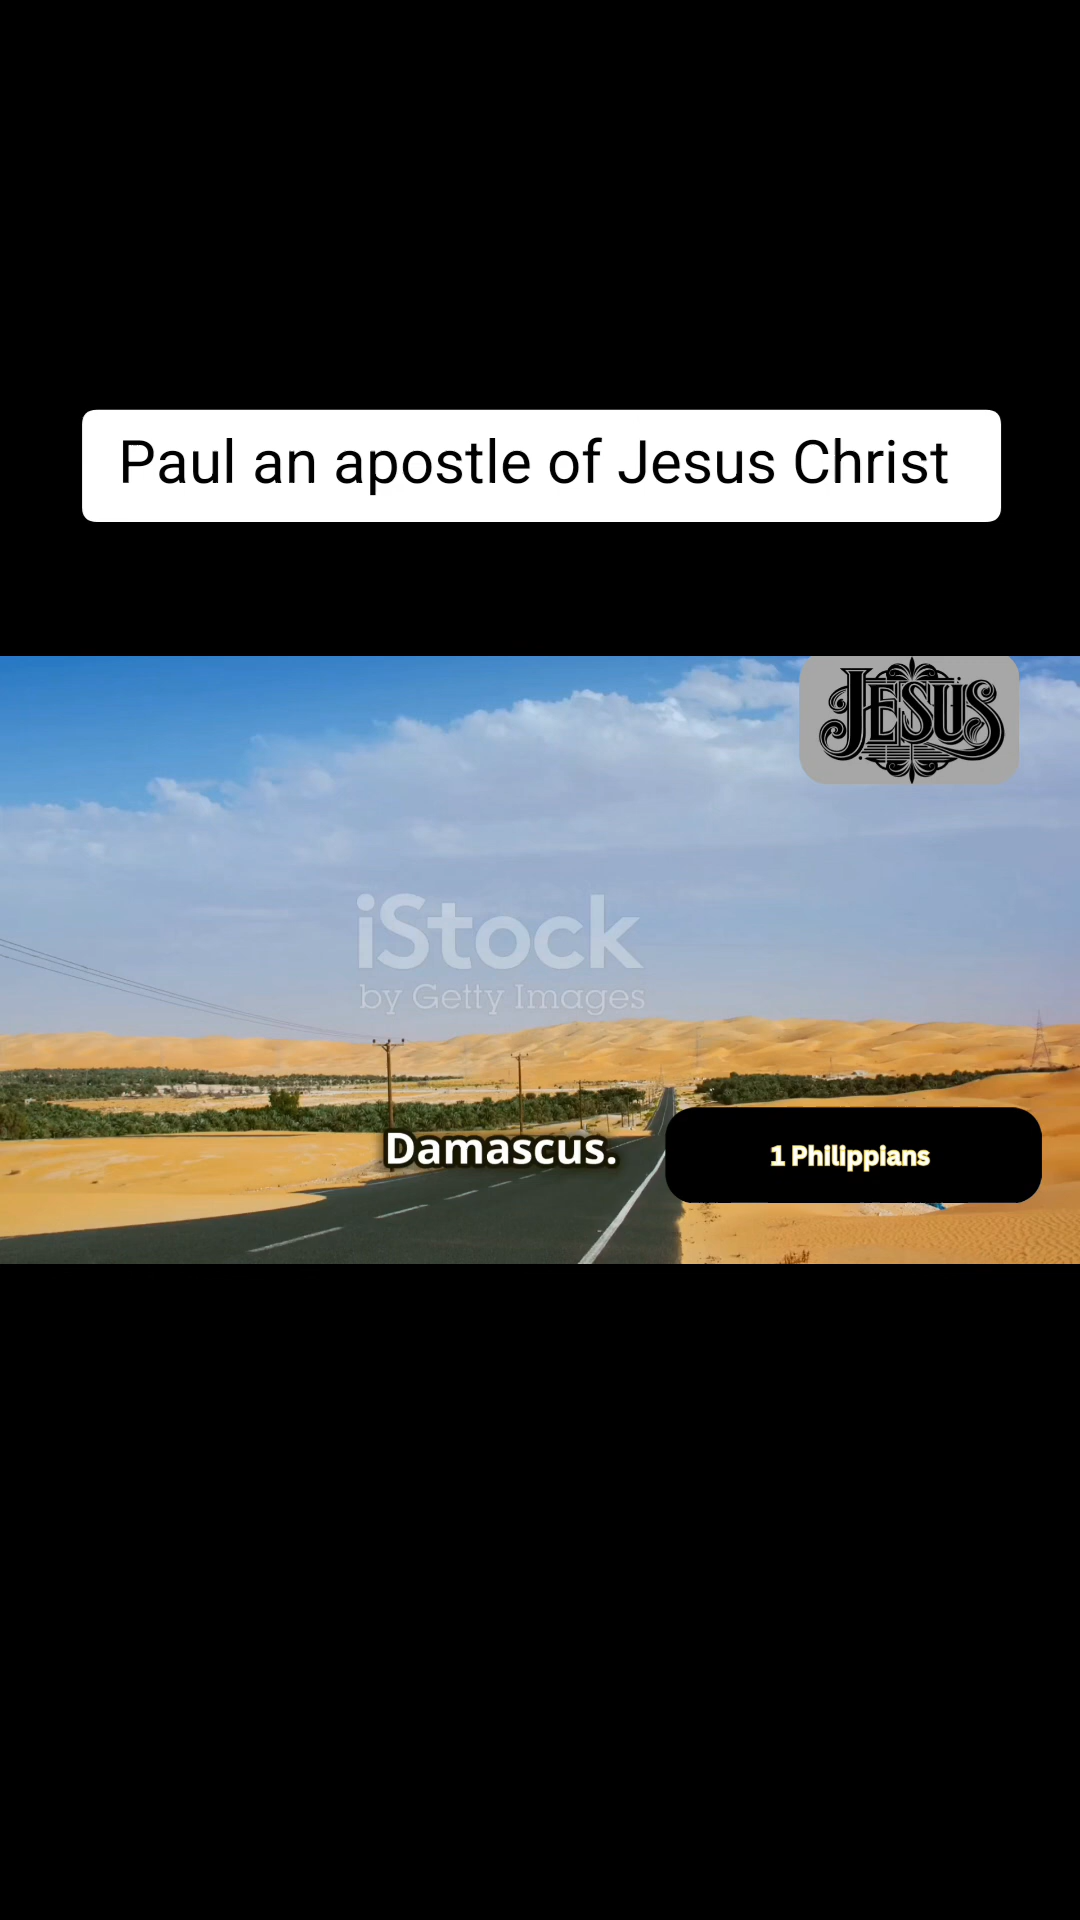 Paul an apostle of Jesus Christ
JESUS
iStock
by Getty Images
Damascus.
1 Philippians